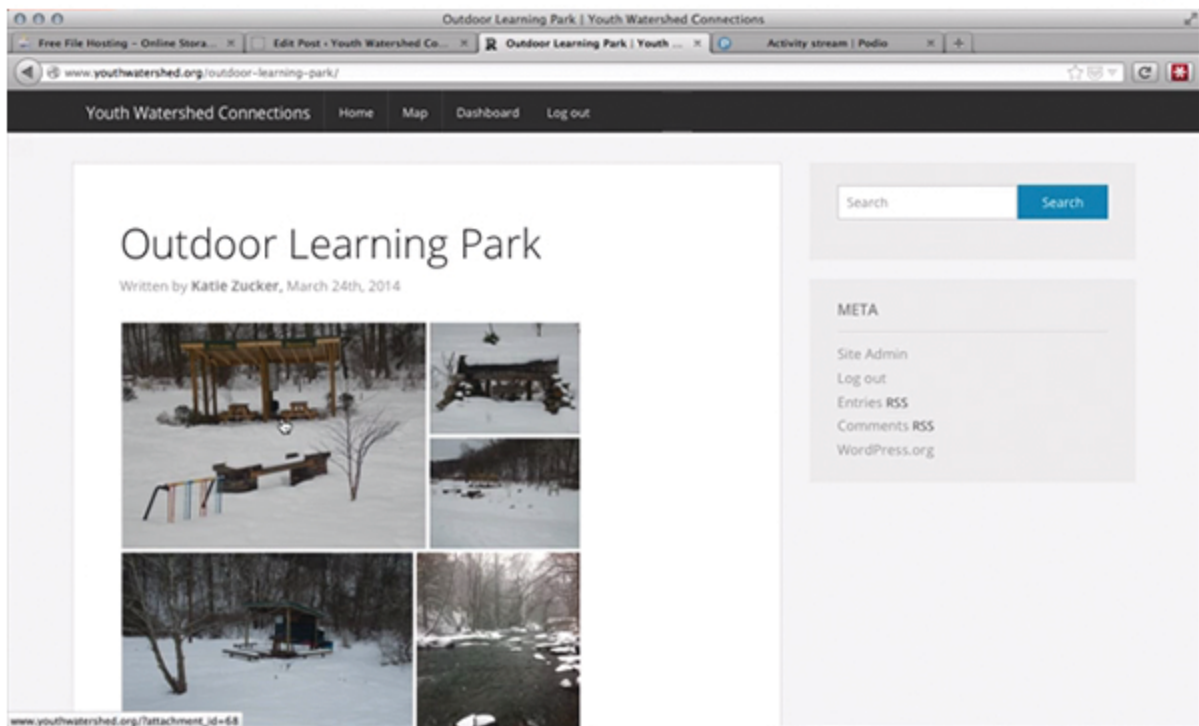 Outdoor Learning Park | Youth Watershed Connections
Free File Hosting – Online Stora... Edit Post ‹ Youth Watershed Co... Outdoor Learning Park | Youth ... Activity stream | Podio
www.youthwatershed.org/outdoor-learning-park/
Youth Watershed Connections Home Map Dashboard Log out
Search Search
Outdoor Learning Park
Written by Katie Zucker, March 24th, 2014
META
Site Admin
Log out
Entries RSS
Comments RSS
WordPress.org
www.youthwatershed.org/?attachment_id=68